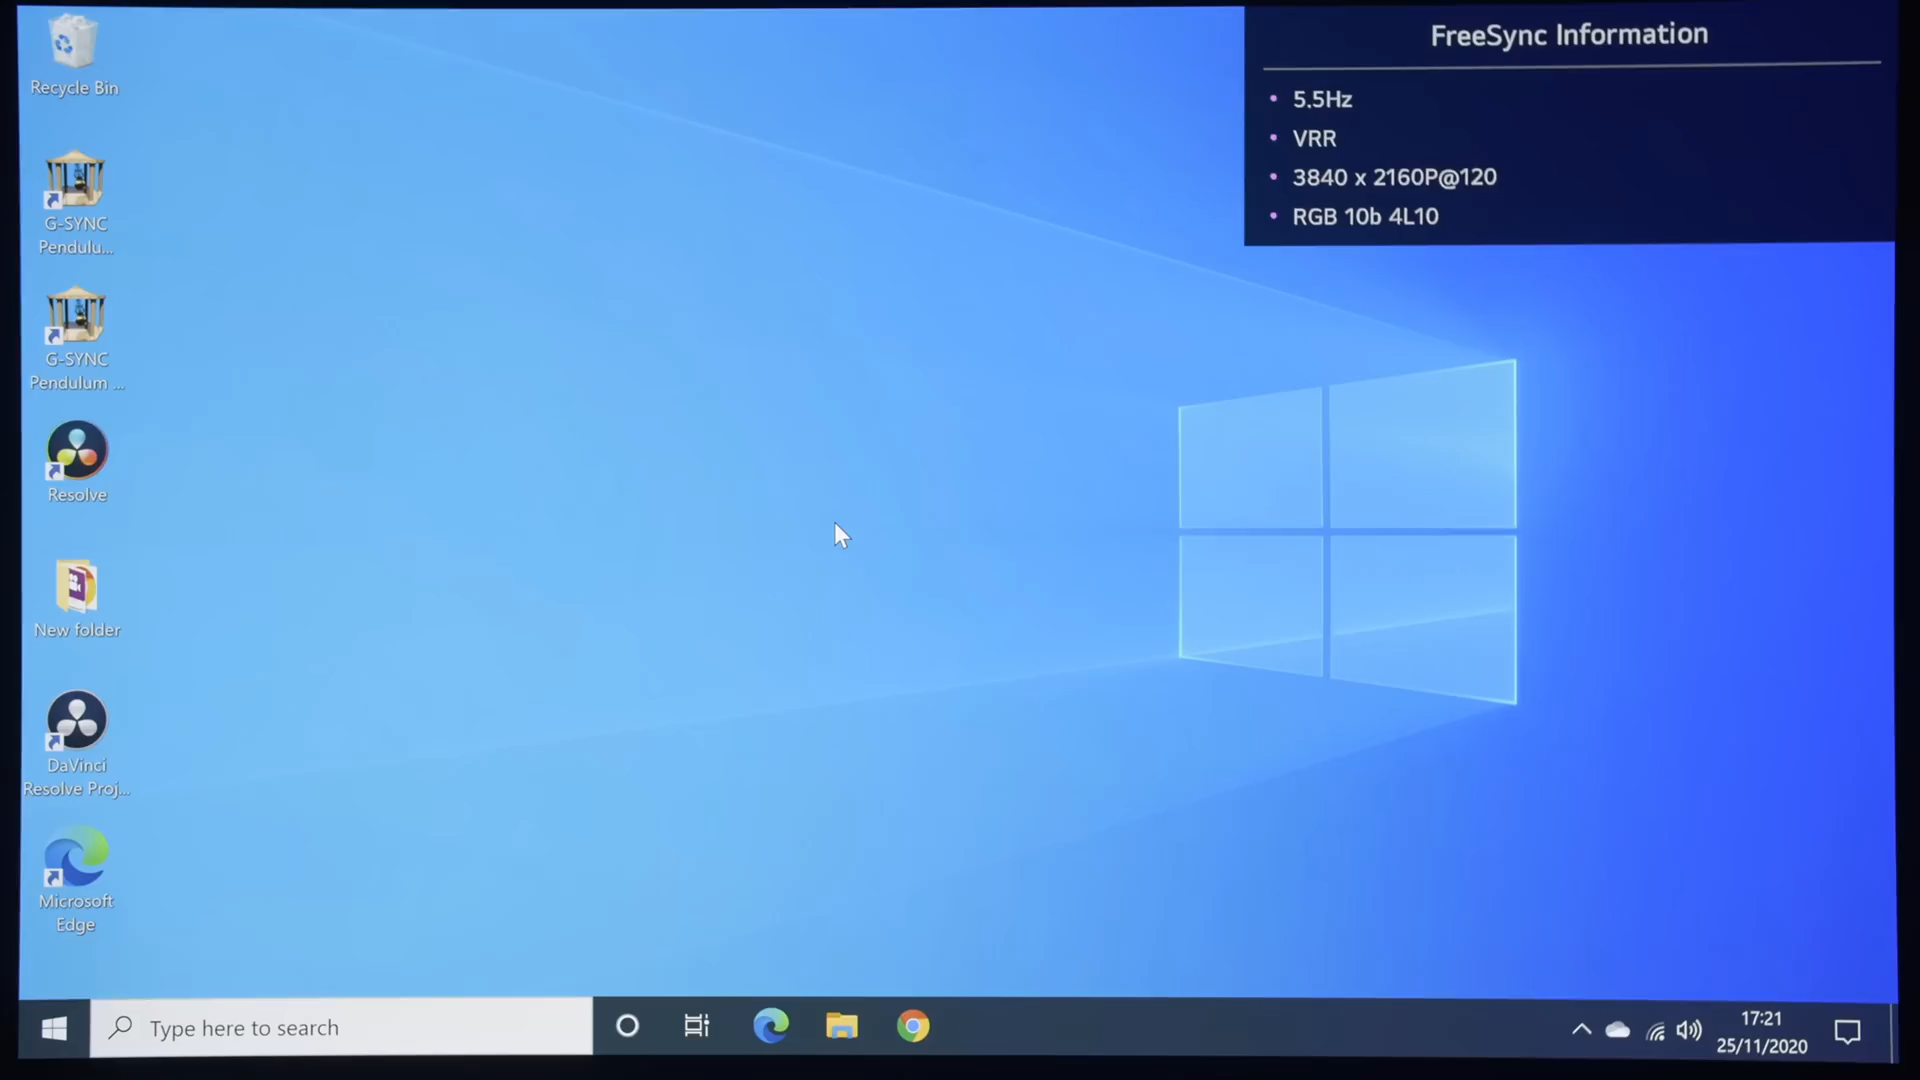 FreeSync Information
• 5.5Hz
• VRR
• 3840 x 2160P@120
• RGB 10b 4L10
Recycle Bin
G-SYNC
Pendulu...
G-SYNC
Pendulum ...
Resolve
New folder
DaVinci
Resolve Proj...
Microsoft
Edge
Type here to search
17:21
25/11/2020